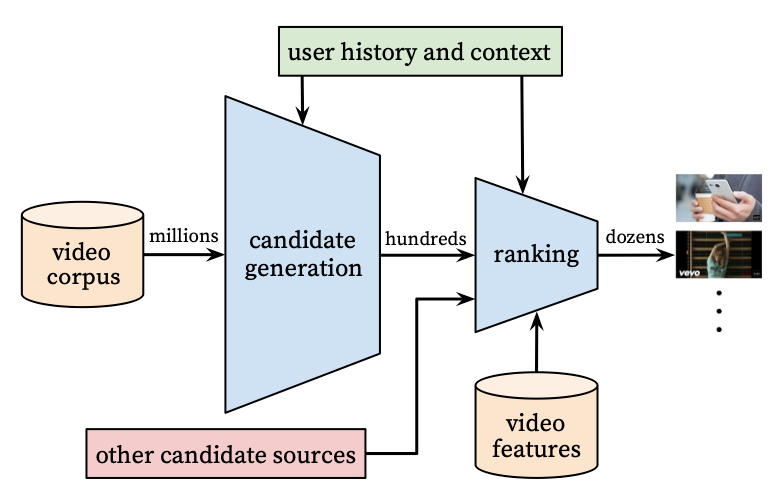 user history and context
video
corpus
millions
candidate
generation
hundreds
ranking
dozens
vevo
other candidate sources
video
features